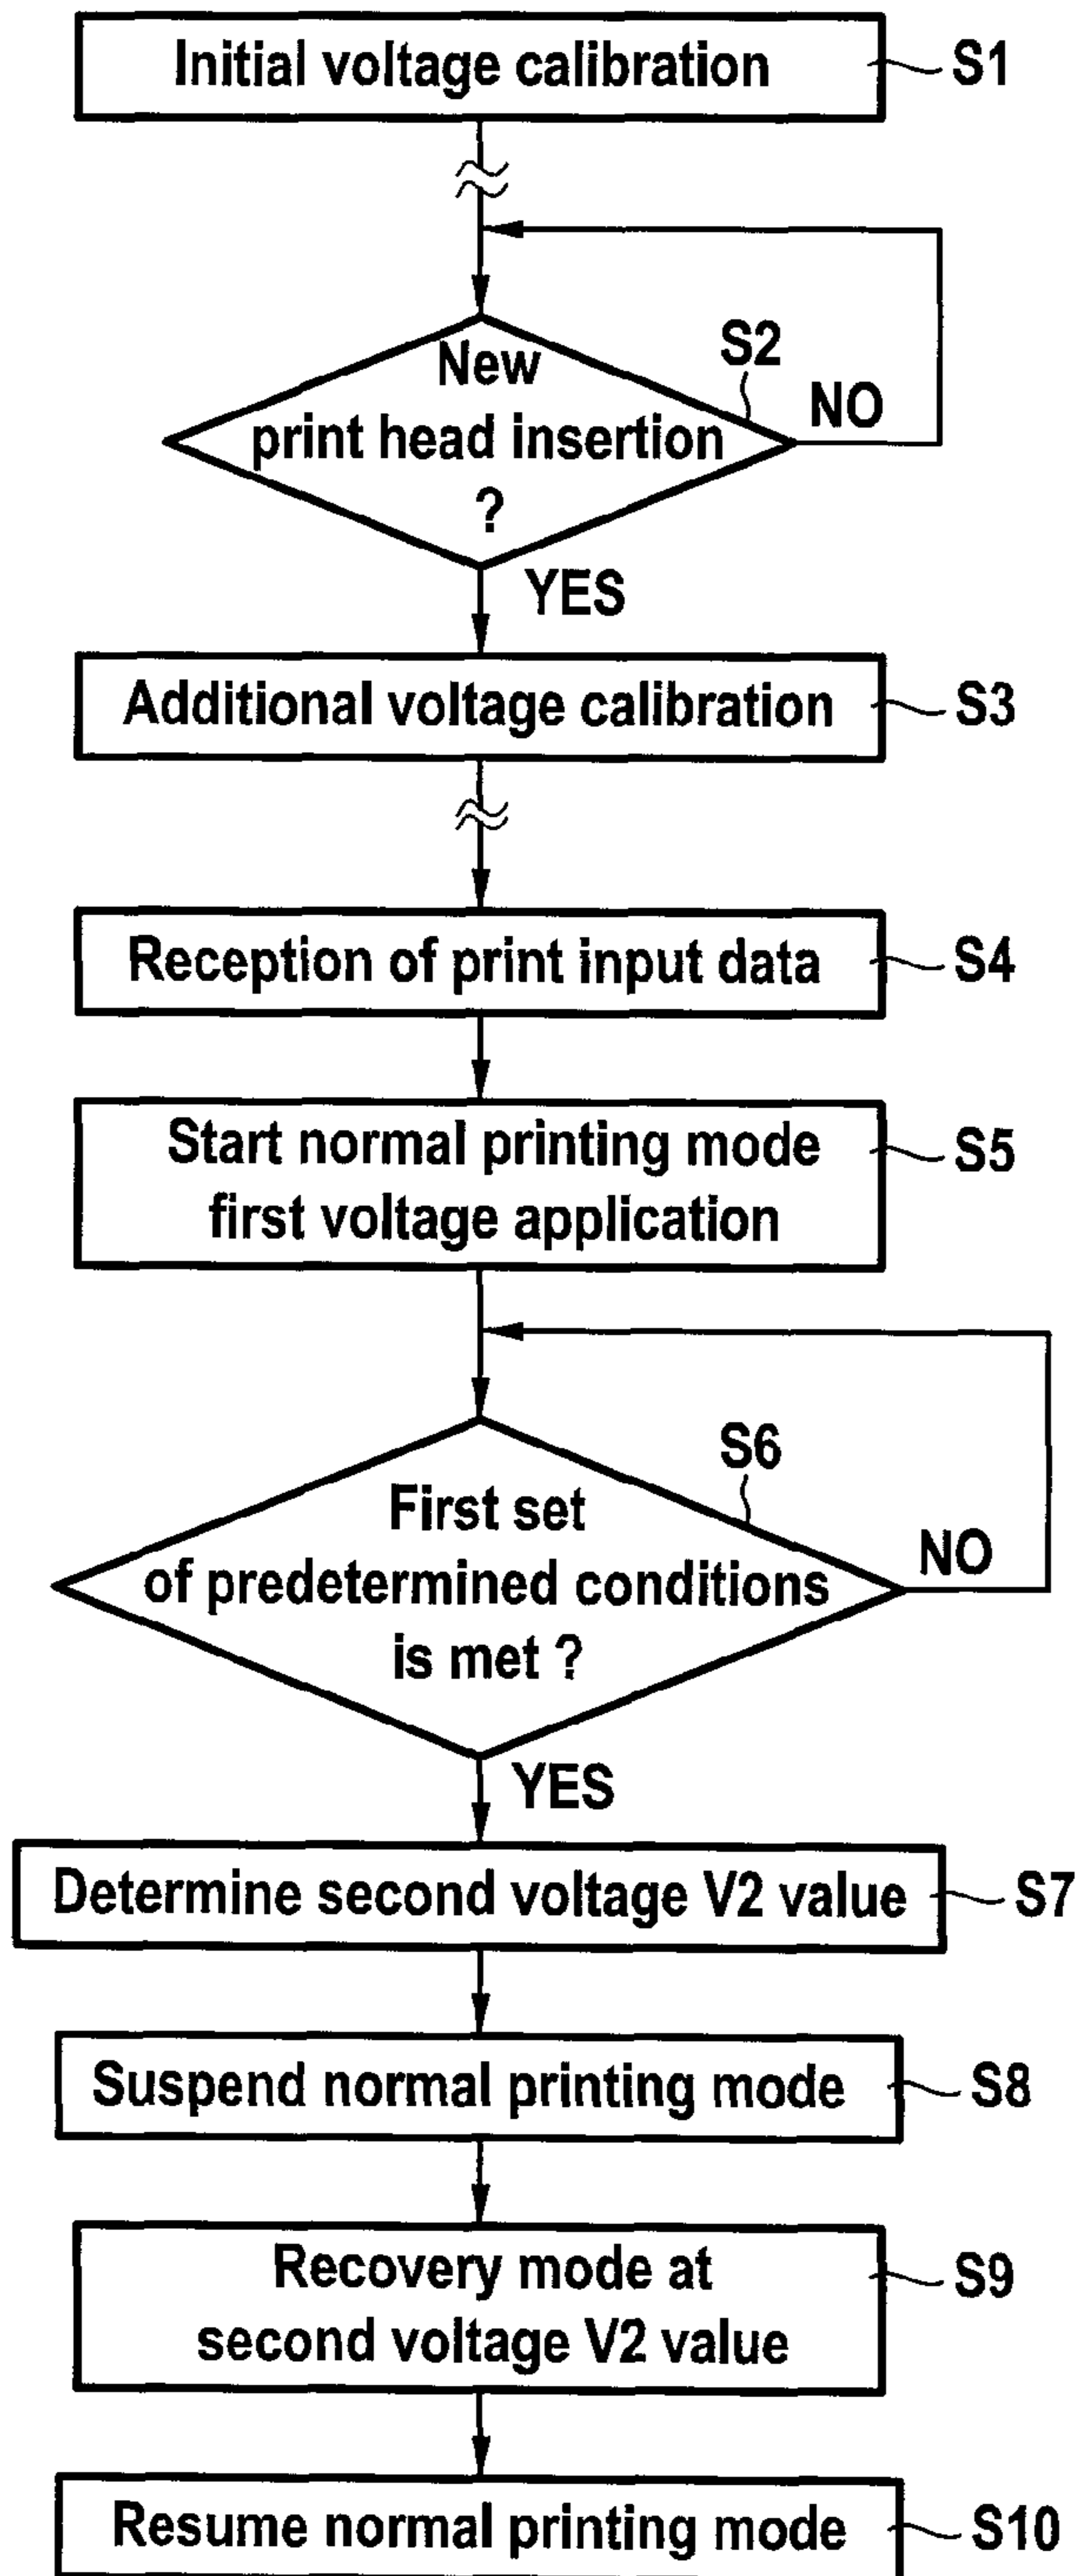 Initial voltage calibration
S1
New
print head insertion
?
S2
NO
YES
Additional voltage calibration
S3
Reception of print input data
S4
Start normal printing mode
first voltage application
S5
First set
of predetermined conditions
is met ?
S6
NO
YES
Determine second voltage V2 value
S7
Suspend normal printing mode
S8
Recovery mode at
second voltage V2 value
S9
Resume normal printing mode
S10